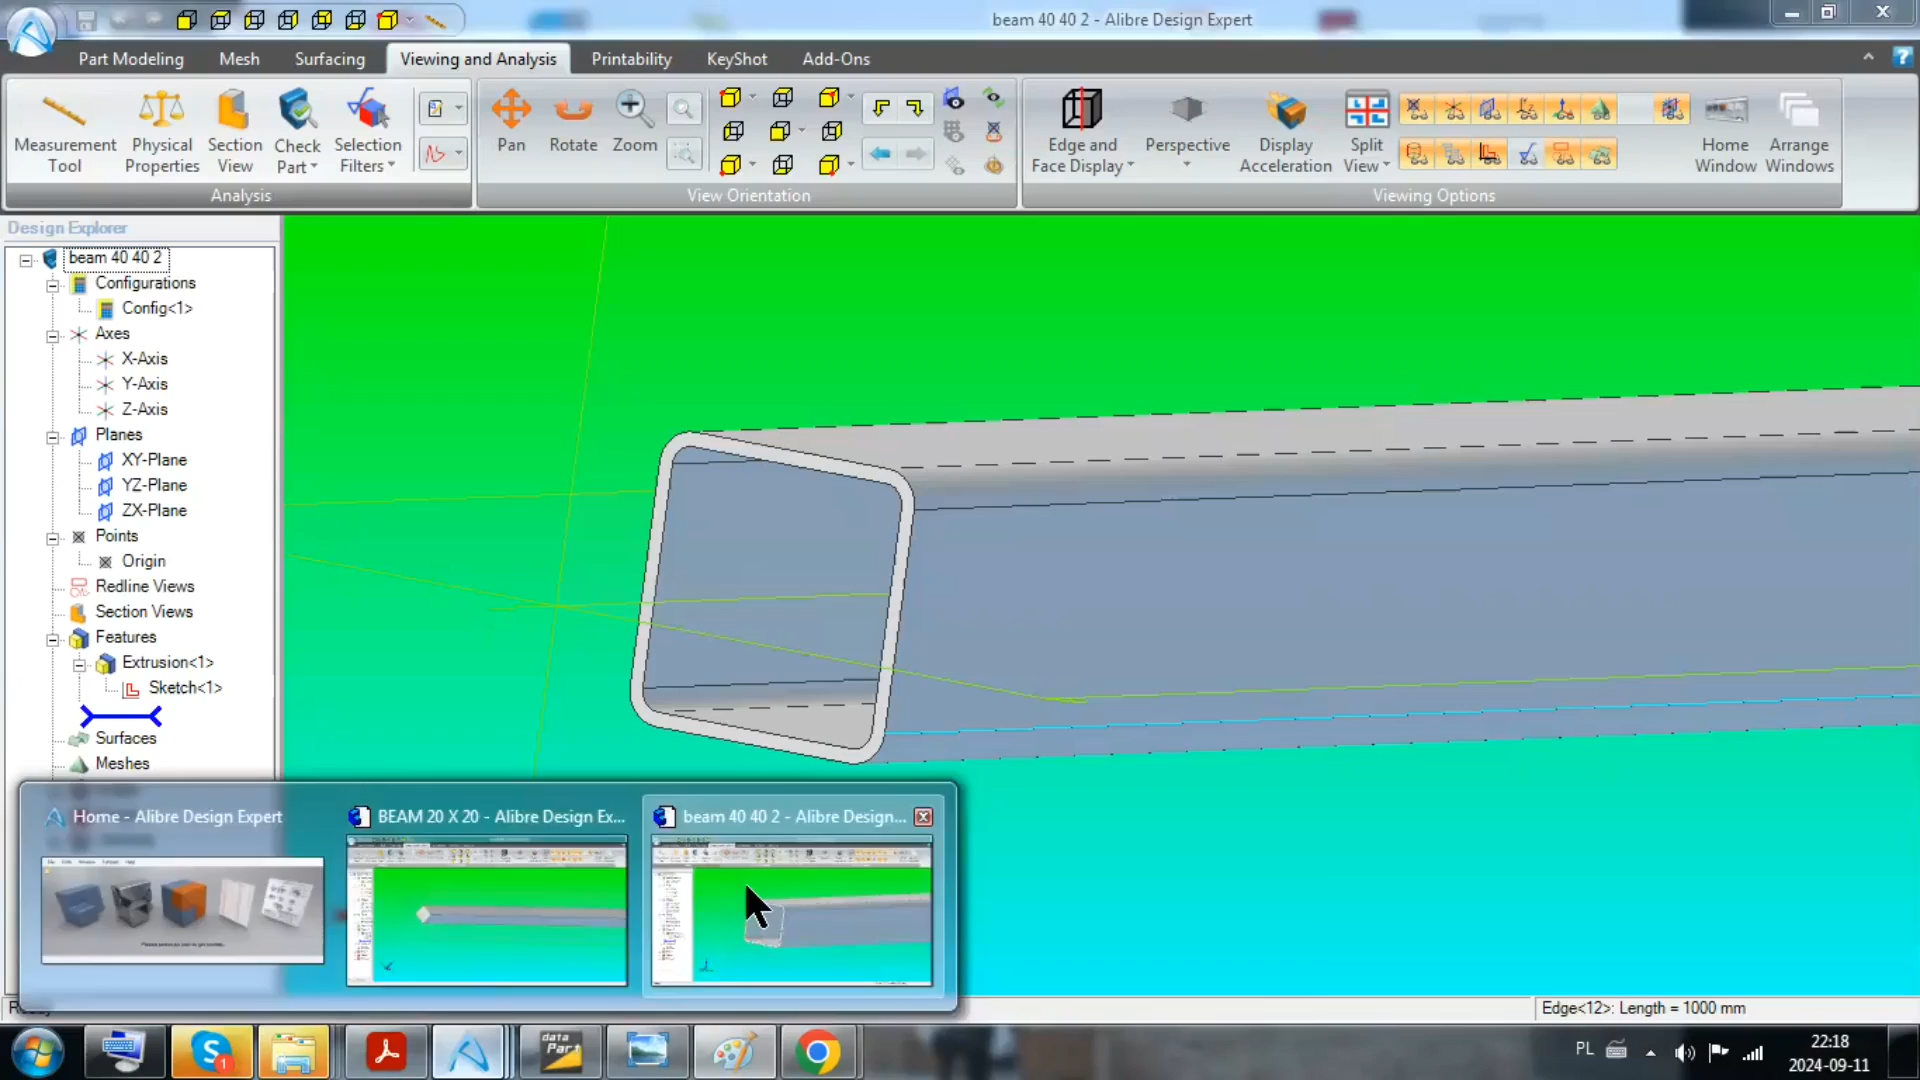 beam 40 40 2 - Alibre Design Expert
Part Modeling
Mesh
Surfacing
Viewing and Analysis
Printability
KeyShot
Add-Ons
Measurement Tool
Physical Properties
Section View
Check Part
Selection Filters
Pan
Rotate
Zoom
Edge and Face Display
Perspective
Display Acceleration
Split View
Home Window
Arrange Windows
Analysis
View Orientation
Viewing Options
Design Explorer
beam 40 40 2
Configurations
Config<1>
Axes
X-Axis
Y-Axis
Z-Axis
Planes
XY-Plane
YZ-Plane
ZX-Plane
Points
Origin
Redline Views
Section Views
Features
Extrusion<1>
Sketch<1>
Surfaces
Meshes
Home - Alibre Design Expert
BEAM 20 X 20 - Alibre Design Ex...
beam 40 40 2 - Alibre Design...
Edge<12>: Length = 1000 mm
data
Part
PL
22:18
2024-09-11